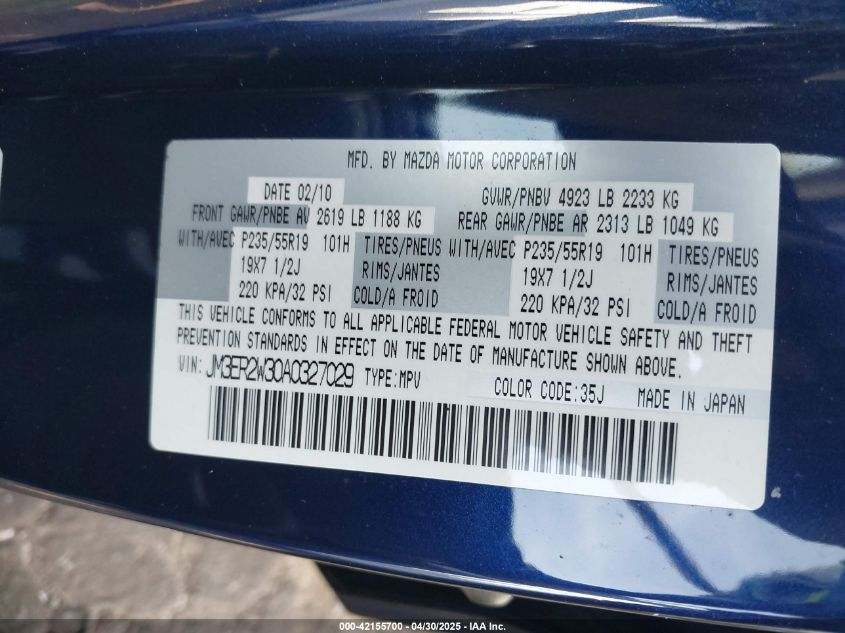 MFD. BY MAZDA MOTOR CORPORATION
DATE 02/10 GVWR/PNBV 4923 LB 2233 KG
FRONT GAWR/PNBE AV 2619 LB 1188 KG REAR GAWR/PNBE AR 2313 LB 1049 KG
WITH/AVEC P235/55R19 101H TIRES/PNEUS WITH/AVEC P235/55R19 101H TIRES/PNEUS
19X7 1/2J RIMS/JANTES 19X7 1/2J RIMS/JANTES
220 KPA/32 PSI COLD/A FROID 220 KPA/32 PSI COLD/A FROID
THIS VEHICLE CONFORMS TO ALL APPLICABLE FEDERAL MOTOR VEHICLE SAFETY AND THEFT
PREVENTION STANDARDS IN EFFECT ON THE DATE OF MANUFACTURE SHOWN ABOVE.
VIN: JM3ER2W30A0327029 TYPE:MPV COLOR CODE:35J MADE IN JAPAN
000-42155700 - 04/30/2025 - IAA Inc.